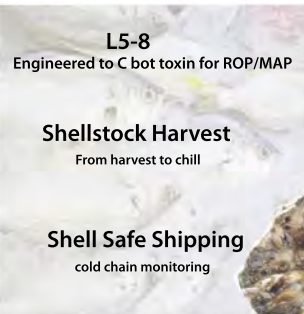 L5-8
Engineered to C bot toxin for ROP/MAP
Shellstock Harvest
From harvest to chill
Shell Safe Shipping
cold chain monitoring